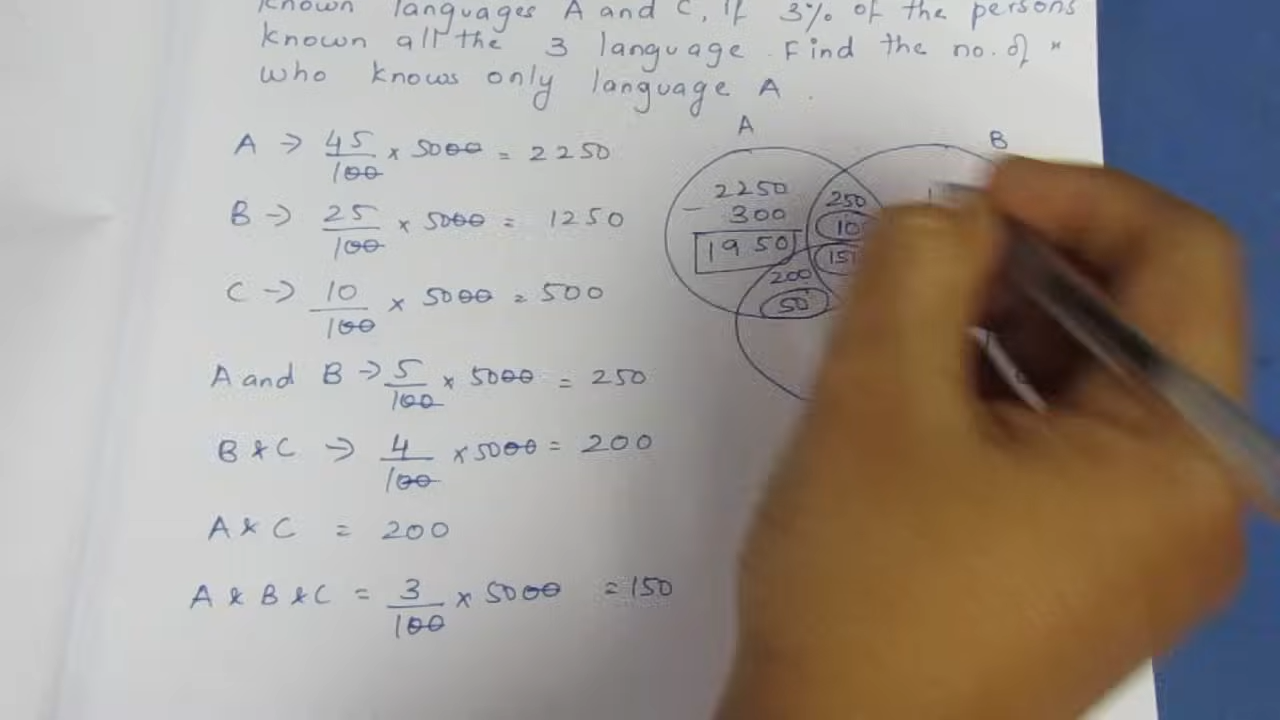 known languages A and C, if 3% of the persons
known all the 3 language. Find the no. of "
who knows only language A.
A → 45/100 × 5000 = 2250
B → 25/100 × 5000 = 1250
C → 10/100 × 5000 = 500
A and B → 5/100 × 5000 = 250
B & C → 4/100 × 5000 = 200
A & C = 200
A & B & C = 3/100 × 5000 = 150
A
B
2250
- 300
1950
250
200
50